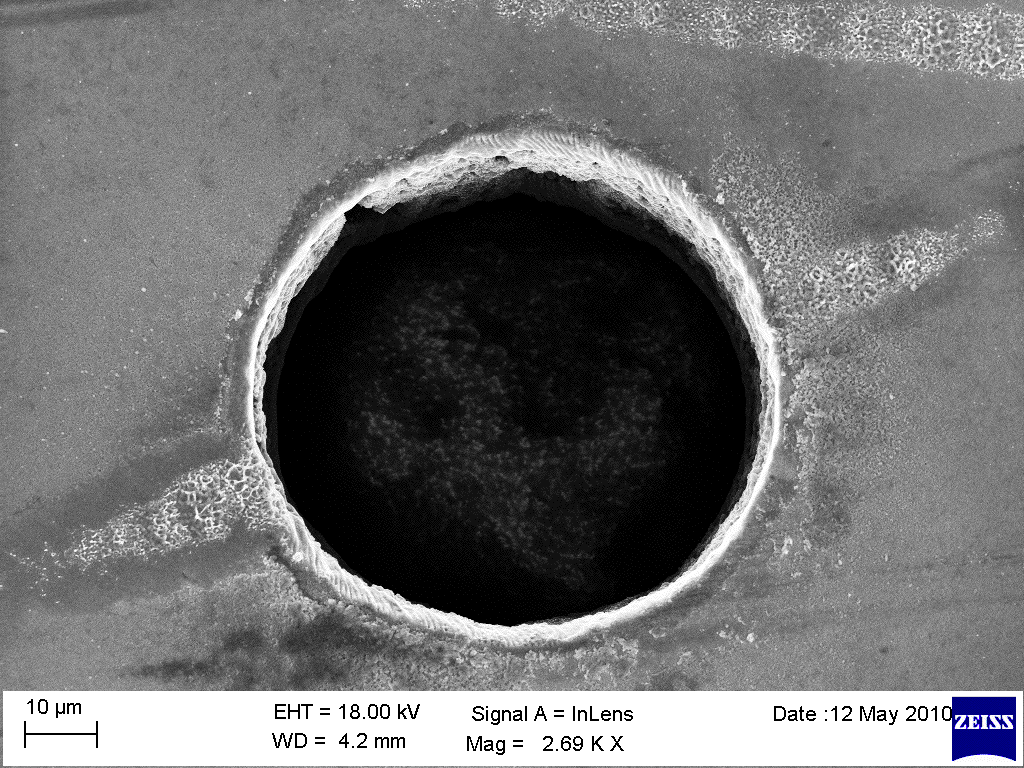 10 µm
EHT = 18.00 kV
Signal A = InLens
Date :12 May 2010
WD = 4.2 mm
Mag = 2.69 K X
ZEISS